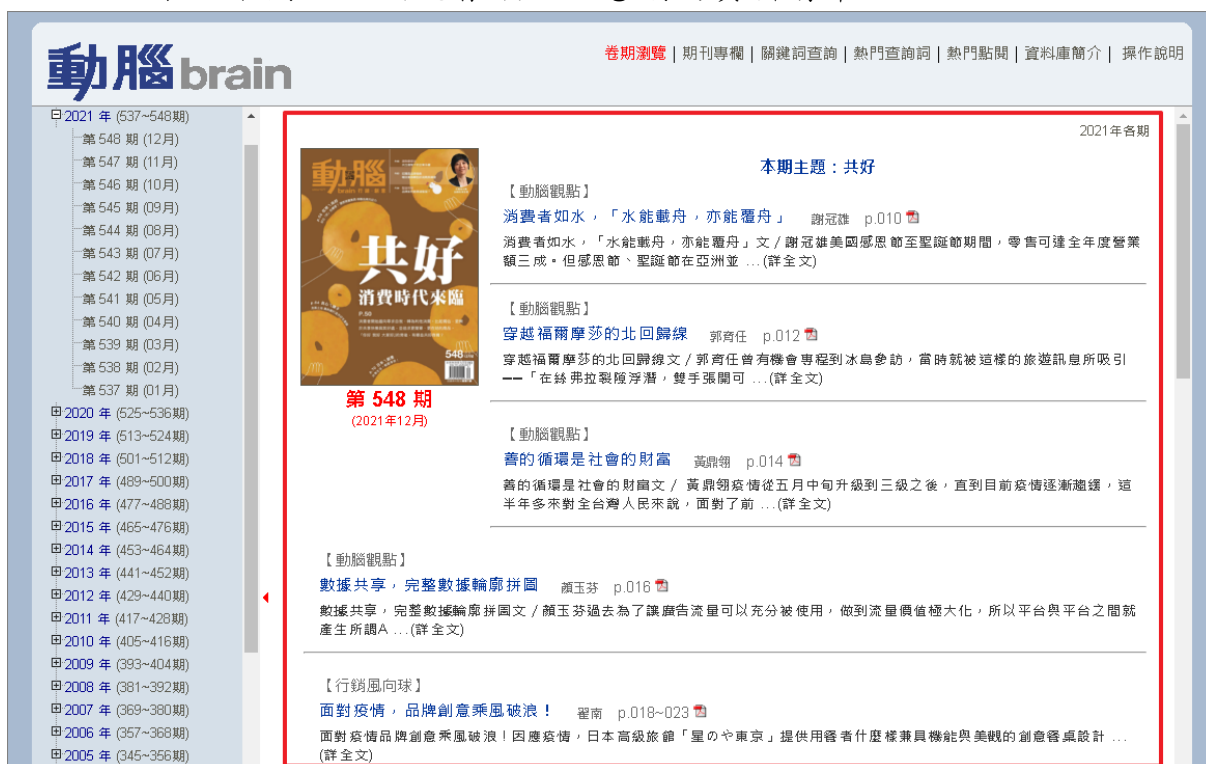 動腦brain
卷期瀏覽 | 期刊專欄 | 關鍵詞查詢 | 熱門查詢詞 | 熱門點閱 | 資料庫簡介 | 操作說明
2021 年 (537~548期)
第 548 期 (12月)
第 547 期 (11月)
第 546 期 (10月)
第 545 期 (09月)
第 544 期 (08月)
第 543 期 (07月)
第 542 期 (06月)
第 541 期 (05月)
第 540 期 (04月)
第 539 期 (03月)
第 538 期 (02月)
第 537 期 (01月)
2020 年 (525~536期)
2019 年 (513~524期)
2018 年 (501~512期)
2017 年 (489~500期)
2016 年 (477~488期)
2015 年 (465~476期)
2014 年 (453~464期)
2013 年 (441~452期)
2012 年 (429~440期)
2011 年 (417~428期)
2010 年 (405~416期)
2009 年 (393~404期)
2008 年 (381~392期)
2007 年 (369~380期)
2006 年 (357~368期)
2005 年 (345~356期)
2021年各期
動腦
brain
共好
消費時代來臨
P.50
548
第 548 期
(2021年12月)
本期主題：共好
【動腦觀點】
消費者如水，「水能載舟，亦能覆舟」 謝冠雄 p.010
消費者如水，「水能載舟，亦能覆舟」文／謝冠雄美國感恩節至聖誕節期間，零售可達全年度營業
額三成。但感恩節、聖誕節在亞洲並 ...(詳全文)
【動腦觀點】
穿越福爾摩莎的北回歸線 郭育任 p.012
穿越福爾摩莎的北回歸線文／郭育任曾有機會專程到冰島參訪，當時就被這樣的旅遊訊息所吸引
──「在絲弗拉裂隙浮潛，雙手張開可 ...(詳全文)
【動腦觀點】
善的循環是社會的財富 黃鼎翎 p.014
善的循環是社會的財富文／ 黃鼎翎疫情從五月中旬升級到三級之後，直到目前疫情逐漸趨緩，這
半年多來對全台灣人民來說，面對了前 ...(詳全文)
【動腦觀點】
數據共享，完整數據輪廓拼圖 顏玉芬 p.016
數據共享，完整數據輪廓拼圖文／顏玉芬過去為了讓廣告流量可以充分被使用，做到流量價值極大化，所以平台與平台之間就
產生所謂A ...(詳全文)
【行銷風向球】
面對疫情，品牌創意乘風破浪！ 翟南 p.018~023
面對疫情品牌創意乘風破浪！因應疫情，日本高級旅館「星のや東京」提供用餐者什麼樣兼具機能與美觀的創意餐桌設計 ...
(詳全文)